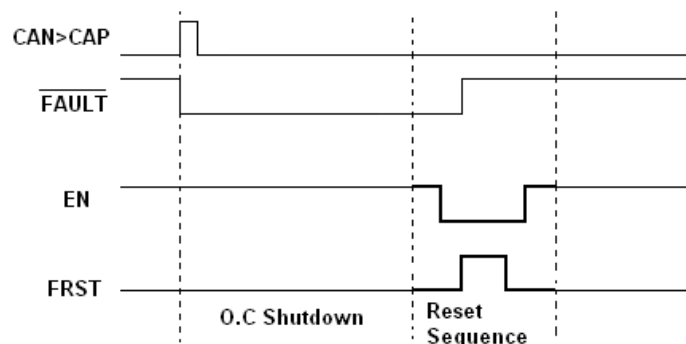 CAN>CAP
FAULT
EN
FRST
O.C Shutdown
Reset
Sequence